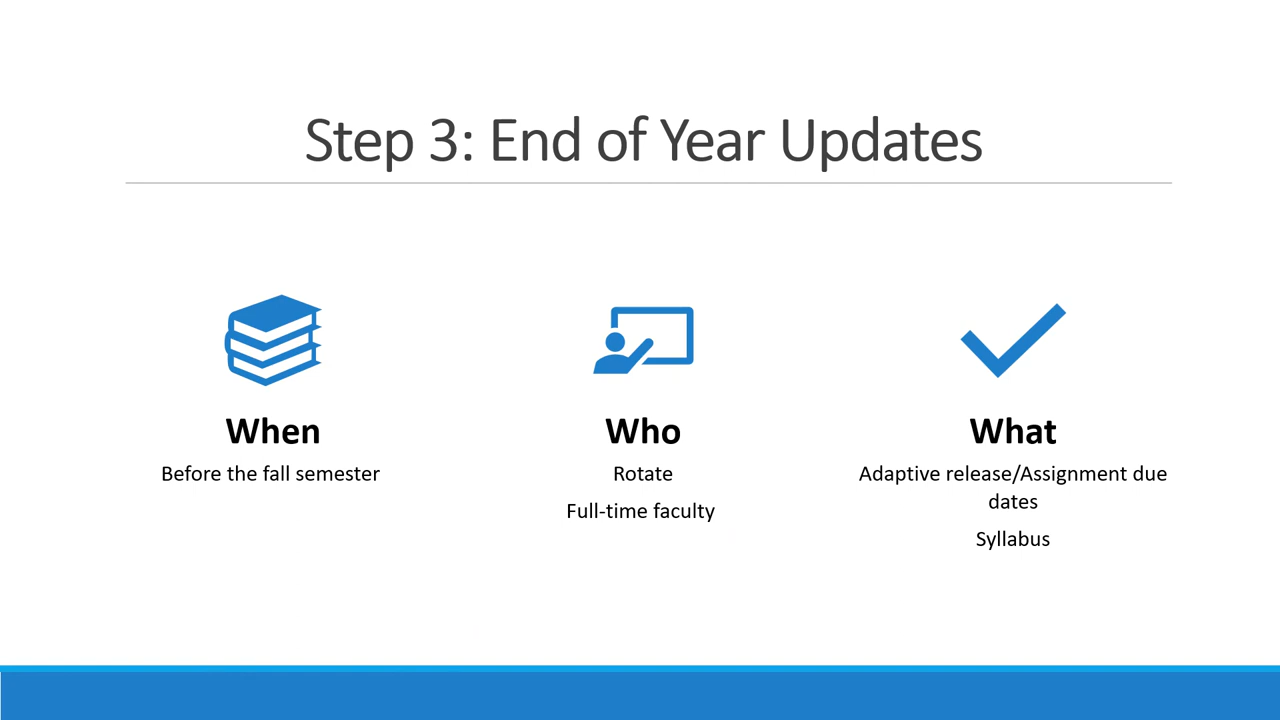 Step 3: End of Year Updates
When
Before the fall semester
Who
Rotate
Full-time faculty
What
Adaptive release/Assignment due
dates
Syllabus